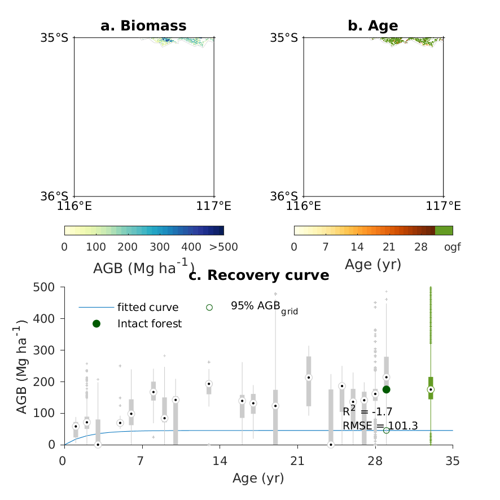 a. Biomass
b. Age
35°S
36°S
116°E 117°E
35°S
36°S
116°E 117°E
0 100 200 300 400 >500
AGB (Mg ha⁻¹)
0 7 14 21 28 ogf
Age (yr)
c. Recovery curve
500
400
300
200
100
0
AGB (Mg ha⁻¹)
fitted curve
Intact forest
95% AGB_grid
R² = -1.7
RMSE = 101.3
0 7 14 21 28 35
Age (yr)